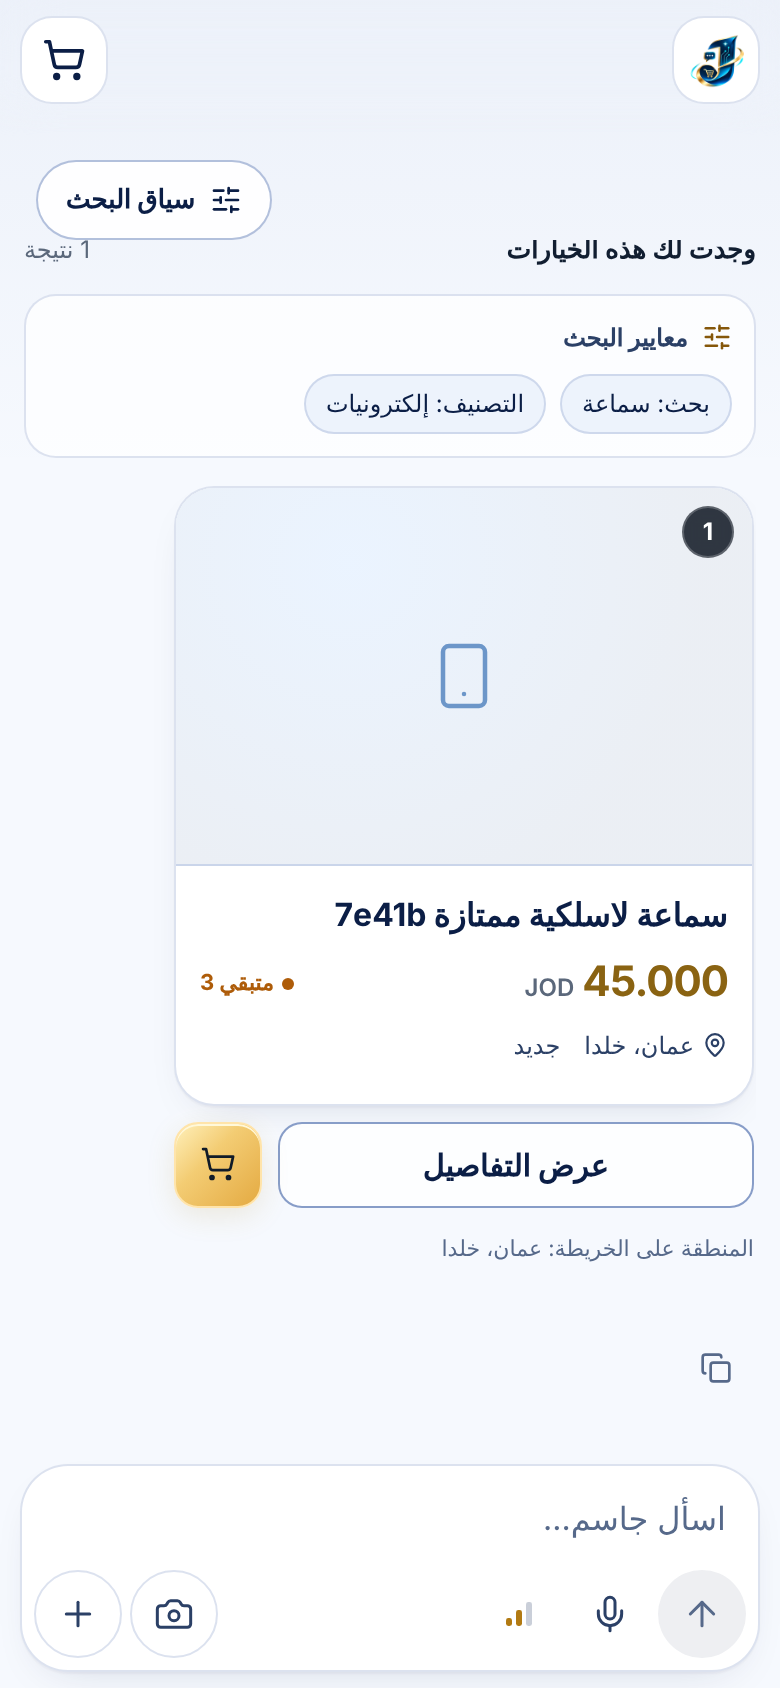 سياق البحث
وجدت لك هذه الخيارات
1 نتيجة
معايير البحث
بحث: سماعة
التصنيف: إلكترونيات
1
سماعة لاسلكية ممتازة 7e41b
45.000 JOD
متبقي 3
عمان، خلدا جديد
عرض التفاصيل
المنطقة على الخريطة: عمان، خلدا
اسأل جاسم...